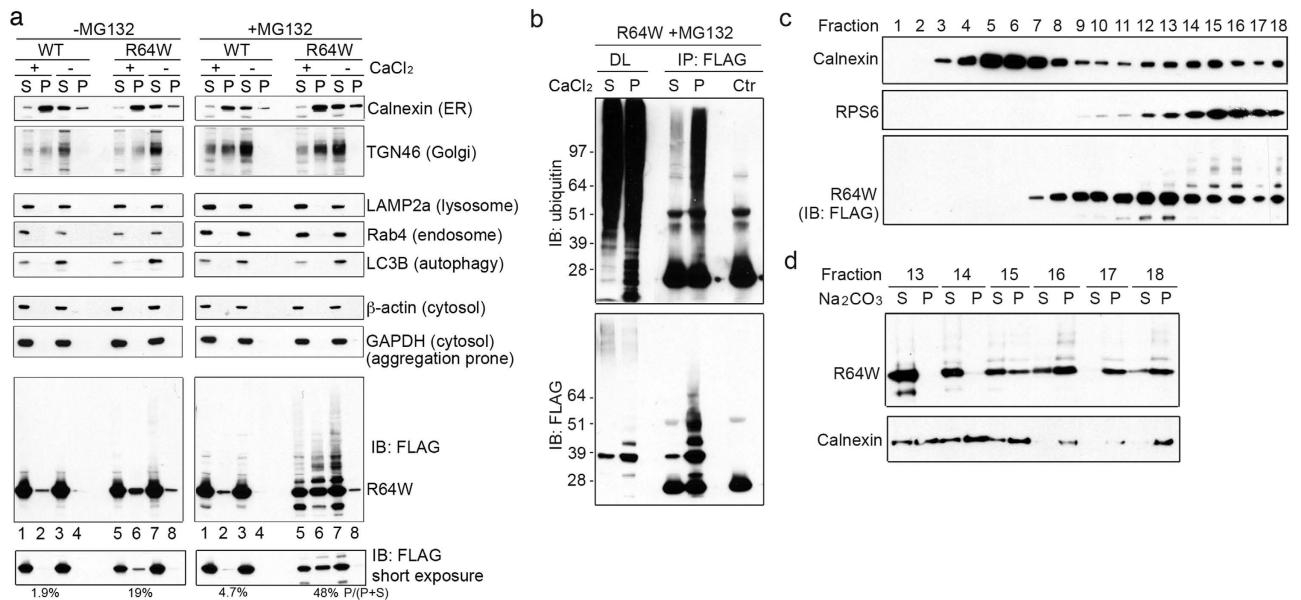 a
-MG132 +MG132
WT R64W WT R64W
+ - + - + - + - CaCl2
S P S P S P S P S P S P S P S P
Calnexin (ER)
TGN46 (Golgi)
LAMP2a (lysosome)
Rab4 (endosome)
LC3B (autophagy)
β-actin (cytosol)
GAPDH (cytosol)
(aggregation prone)
IB: FLAG
R64W
1 2 3 4 5 6 7 8 1 2 3 4 5 6 7 8
IB: FLAG
short exposure
1.9% 19% 4.7% 48% P/(P+S)
b
R64W +MG132
DL IP: FLAG
CaCl2 S P S P Ctr
IB: ubiquitin
97-
64-
51-
39-
28-
IB: FLAG
64-
51-
39-
28-
c
Fraction 1 2 3 4 5 6 7 8 9 10 11 12 13 14 15 16 17 18
Calnexin
RPS6
R64W
(IB: FLAG)
d
Fraction 13 14 15 16 17 18
Na2CO3 S P S P S P S P S P S P
R64W
Calnexin